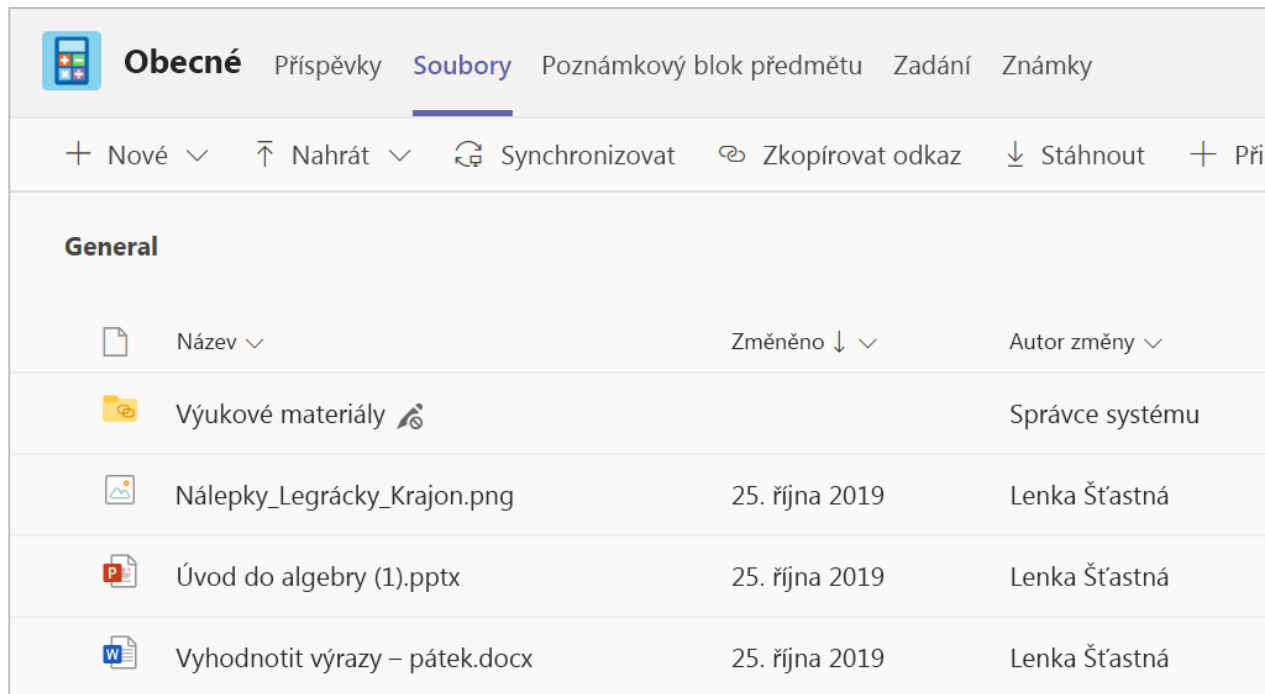 Obecné Příspěvky Soubory Poznámkový blok předmětu Zadání Známky
Nové Nahrát Synchronizovat Zkopírovat odkaz Stáhnout Při
General
Název Změněno Autor změny
Výukové materiály Správce systému
Nálepky_Legrácky_Krajon.png 25. října 2019 Lenka Šťastná
Úvod do algebry (1).pptx 25. října 2019 Lenka Šťastná
Vyhodnotit výrazy – pátek.docx 25. října 2019 Lenka Šťastná